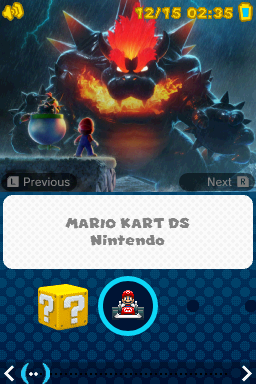 12/15 02:35
L Previous
Next R
MARIO KART DS
Nintendo
? ?